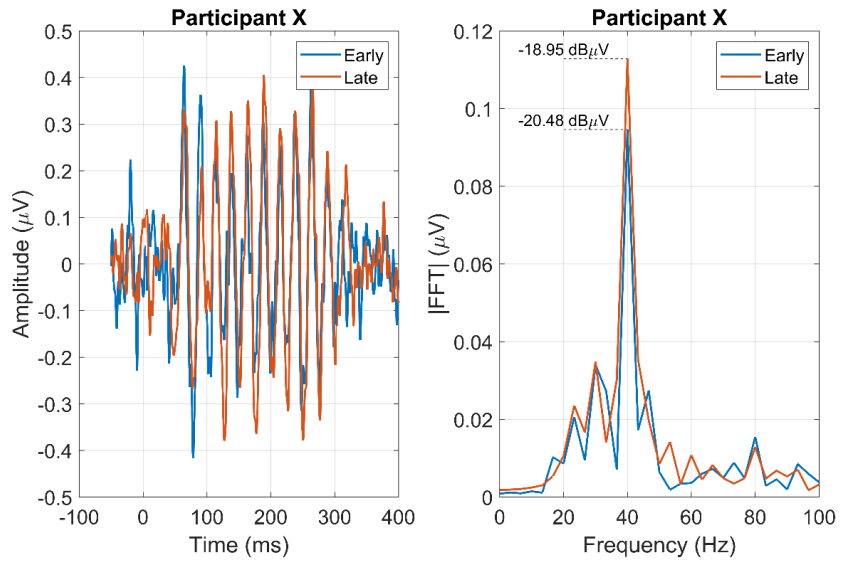 Participant X
0.5
0.4
0.3
0.2
0.1
0
-0.1
-0.2
-0.3
-0.4
-0.5
-100
0
100
200
300
400
Amplitude (μV)
Time (ms)
Early
Late
Participant X
0.12
0.1
0.08
0.06
0.04
0.02
0
0
20
40
60
80
100
|FFT| (μV)
Frequency (Hz)
-18.95 dBμV
-20.48 dBμV
Early
Late